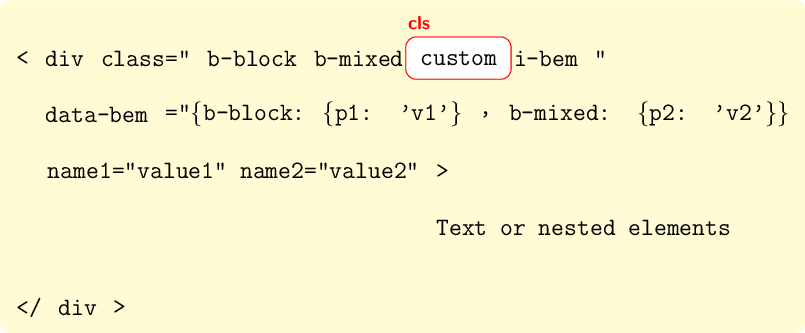 cls
< div class=" b-block b-mixed custom i-bem "
data-bem ="{b-block: {p1: ’v1’} , b-mixed: {p2: ’v2’}}
name1="value1" name2="value2" >
Text or nested elements
</ div >